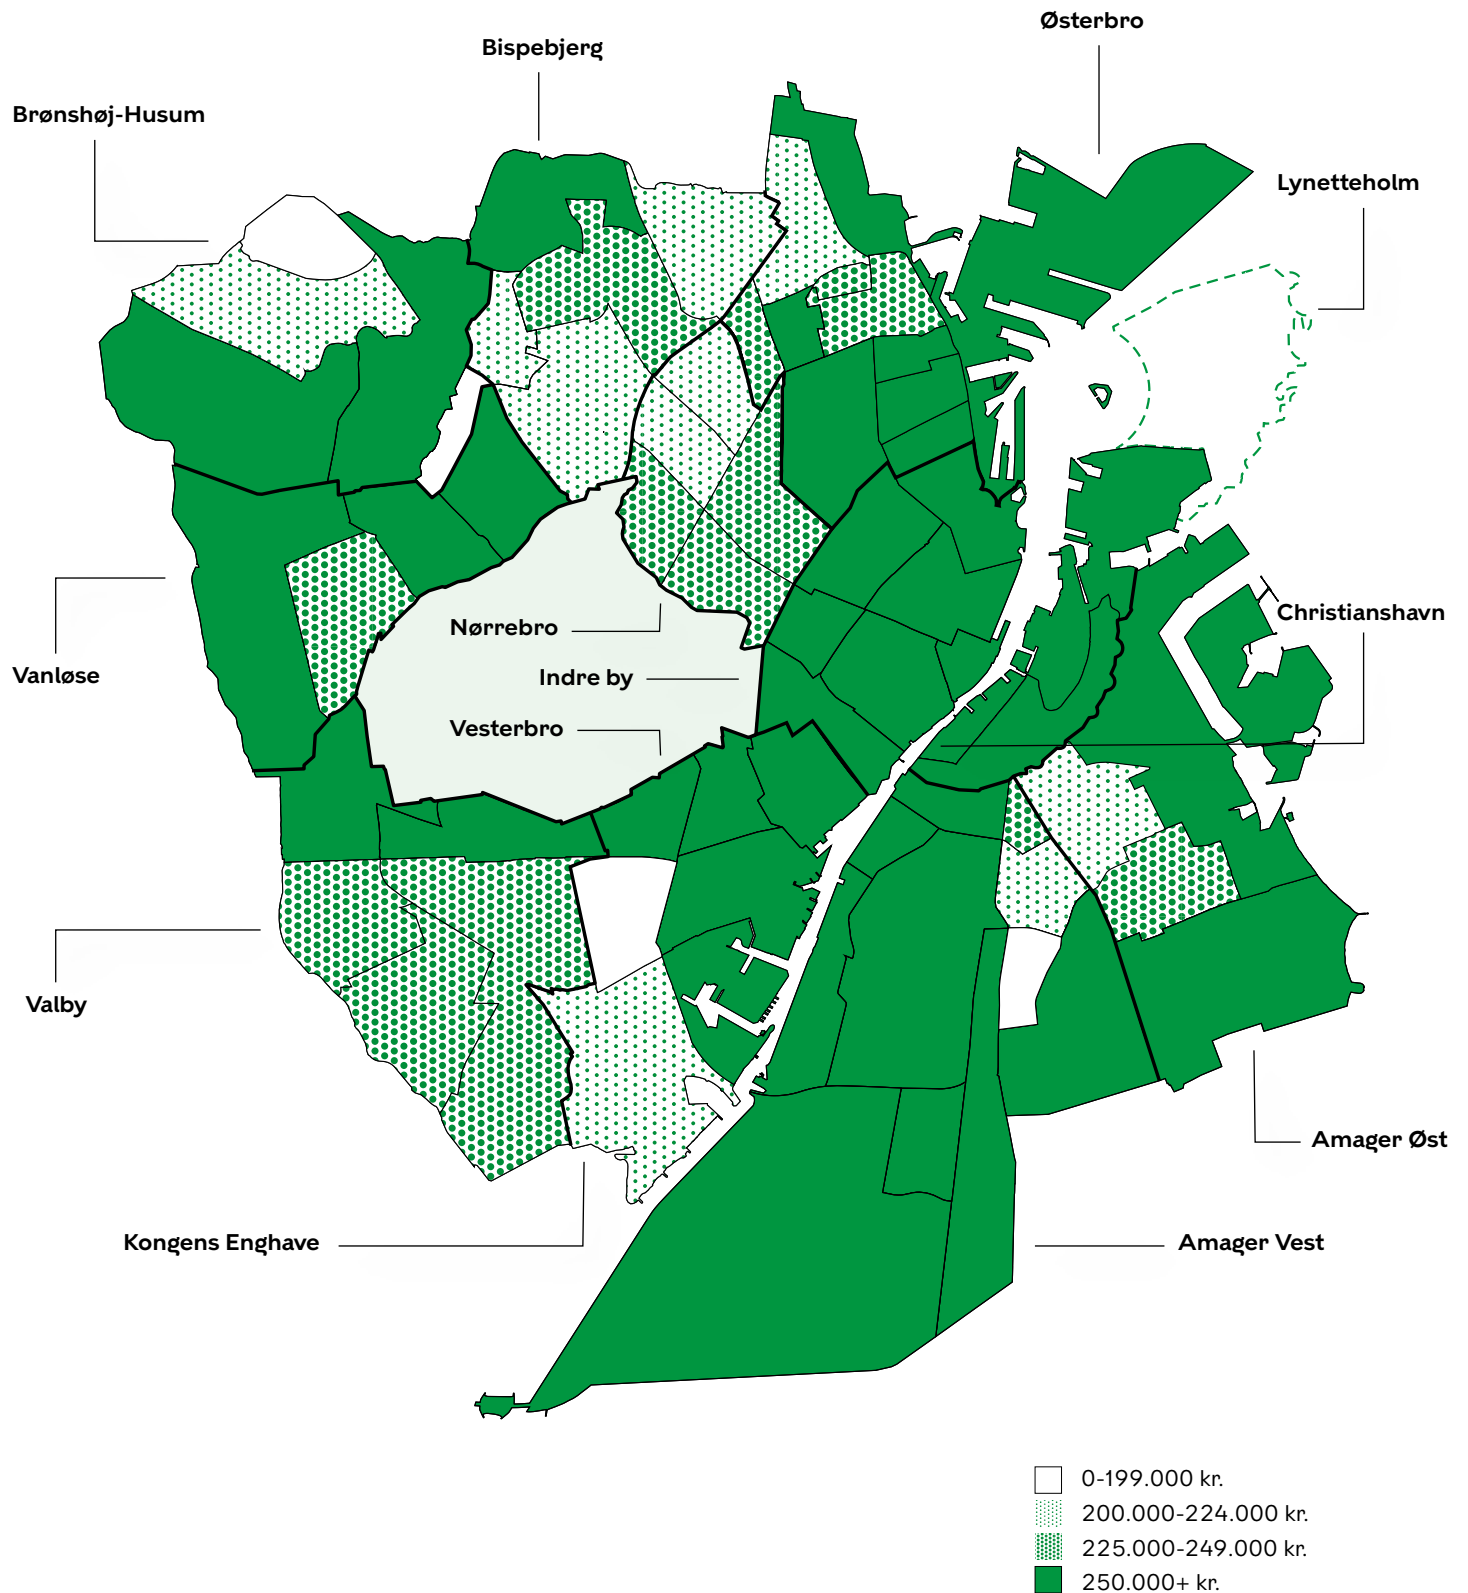 Østerbro
Bispebjerg
Brønshøj-Husum
Lynetteholm
Christianshavn
Nørrebro
Indre by
Vanløse
Vesterbro
Valby
Amager Øst
Kongens Enghave
Amager Vest
0-199.000 kr.
200.000-224.000 kr.
225.000-249.000 kr.
250.000+ kr.